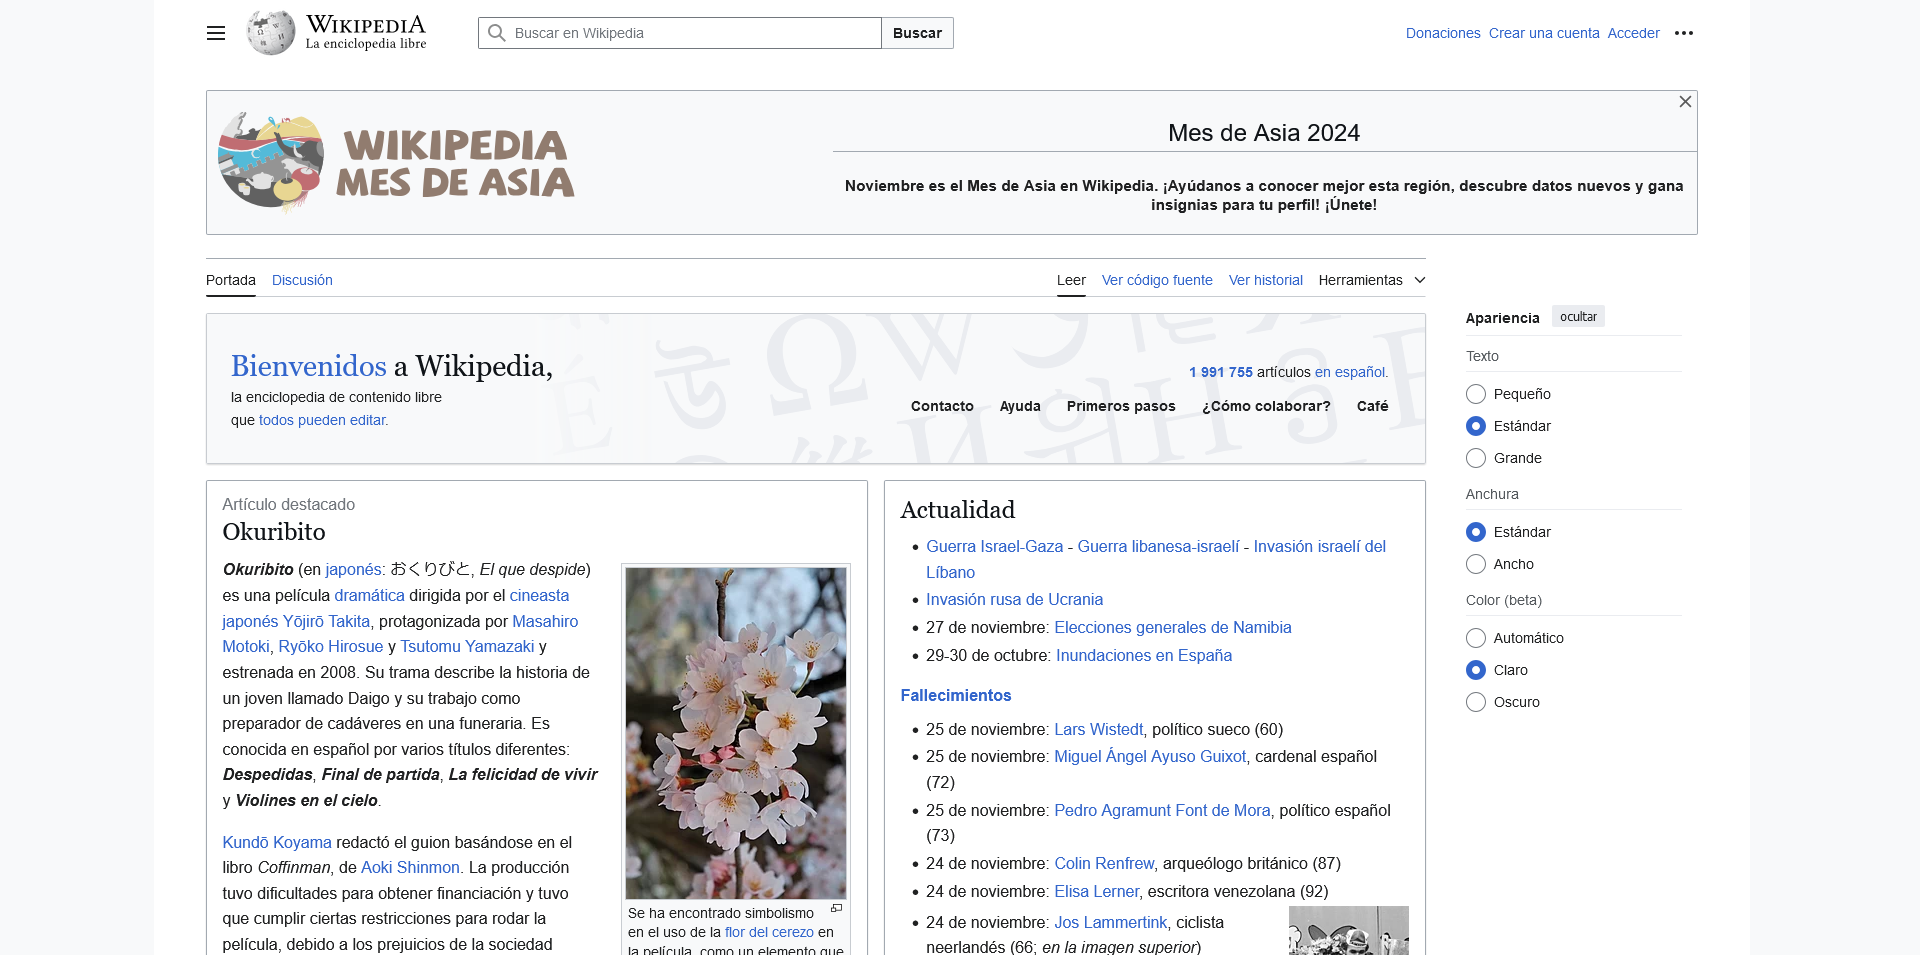 WIKIPEDIA
La enciclopedia libre
Buscar en Wikipedia
Buscar
Donaciones Crear una cuenta Acceder
WIKIPEDIA
MES DE ASIA
Mes de Asia 2024
Noviembre es el Mes de Asia en Wikipedia. ¡Ayúdanos a conocer mejor esta región, descubre datos nuevos y gana
insignias para tu perfil! ¡Únete!
Portada Discusión
Leer Ver código fuente Ver historial Herramientas
Bienvenidos a Wikipedia,
la enciclopedia de contenido libre
que todos pueden editar.
1 991 755 artículos en español.
Contacto Ayuda Primeros pasos ¿Cómo colaborar? Café
Artículo destacado
Okuribito
Okuribito (en japonés: おくりびと, El que despide)
es una película dramática dirigida por el cineasta
japonés Yōjirō Takita, protagonizada por Masahiro
Motoki, Ryōko Hirosue y Tsutomu Yamazaki y
estrenada en 2008. Su trama describe la historia de
un joven llamado Daigo y su trabajo como
preparador de cadáveres en una funeraria. Es
conocida en español por varios títulos diferentes:
Despedidas, Final de partida, La felicidad de vivir
y Violines en el cielo.
Kundō Koyama redactó el guion basándose en el
libro Coffinman, de Aoki Shinmon. La producción
tuvo dificultades para obtener financiación y tuvo
que cumplir ciertas restricciones para rodar la
película, debido a los prejuicios de la sociedad
Se ha encontrado simbolismo
en el uso de la flor del cerezo en
la película, como un elemento que
Actualidad
Guerra Israel-Gaza - Guerra libanesa-israelí - Invasión israelí del
Líbano
Invasión rusa de Ucrania
27 de noviembre: Elecciones generales de Namibia
29-30 de octubre: Inundaciones en España
Fallecimientos
25 de noviembre: Lars Wistedt, político sueco (60)
25 de noviembre: Miguel Ángel Ayuso Guixot, cardenal español
(72)
25 de noviembre: Pedro Agramunt Font de Mora, político español
(73)
24 de noviembre: Colin Renfrew, arqueólogo británico (87)
24 de noviembre: Elisa Lerner, escritora venezolana (92)
24 de noviembre: Jos Lammertink, ciclista
neerlandés (66; en la imagen superior)
Apariencia ocultar
Texto
Pequeño
Estándar
Grande
Anchura
Estándar
Ancho
Color (beta)
Automático
Claro
Oscuro